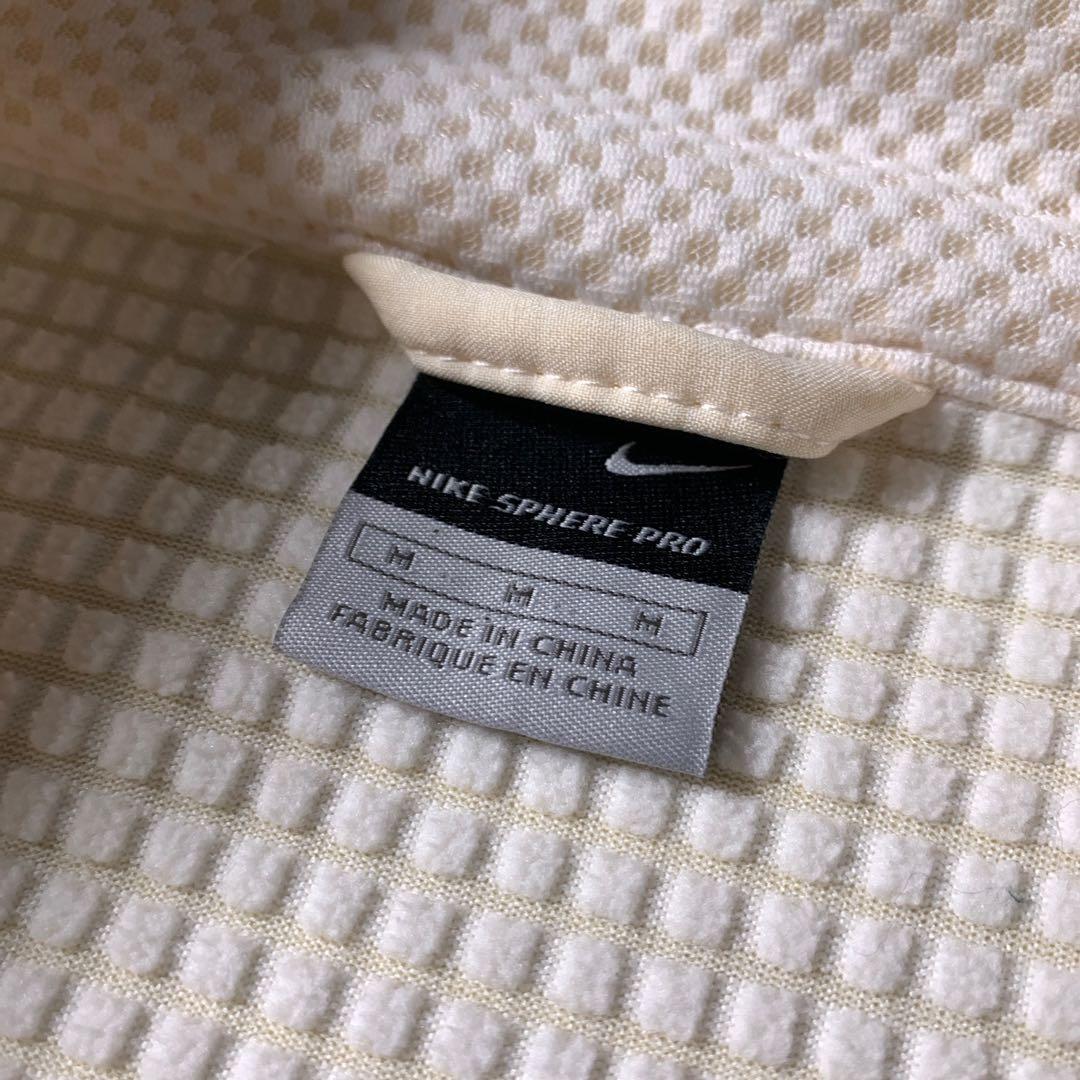 NIKE SPHERE PRO
M M M
MADE IN CHINA
FABRIQUE EN CHINE